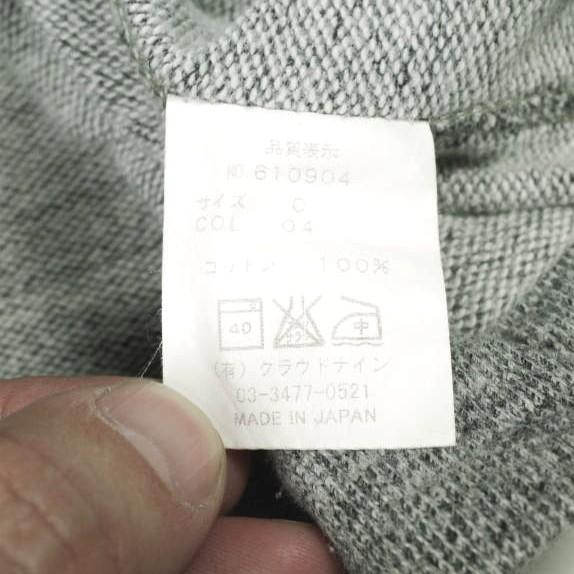 品質表示
NO. 610904
サイズ 0
COL 04
コットン 100%
40 中
(有) クラウドナイン
03-3477-0521
MADE IN JAPAN